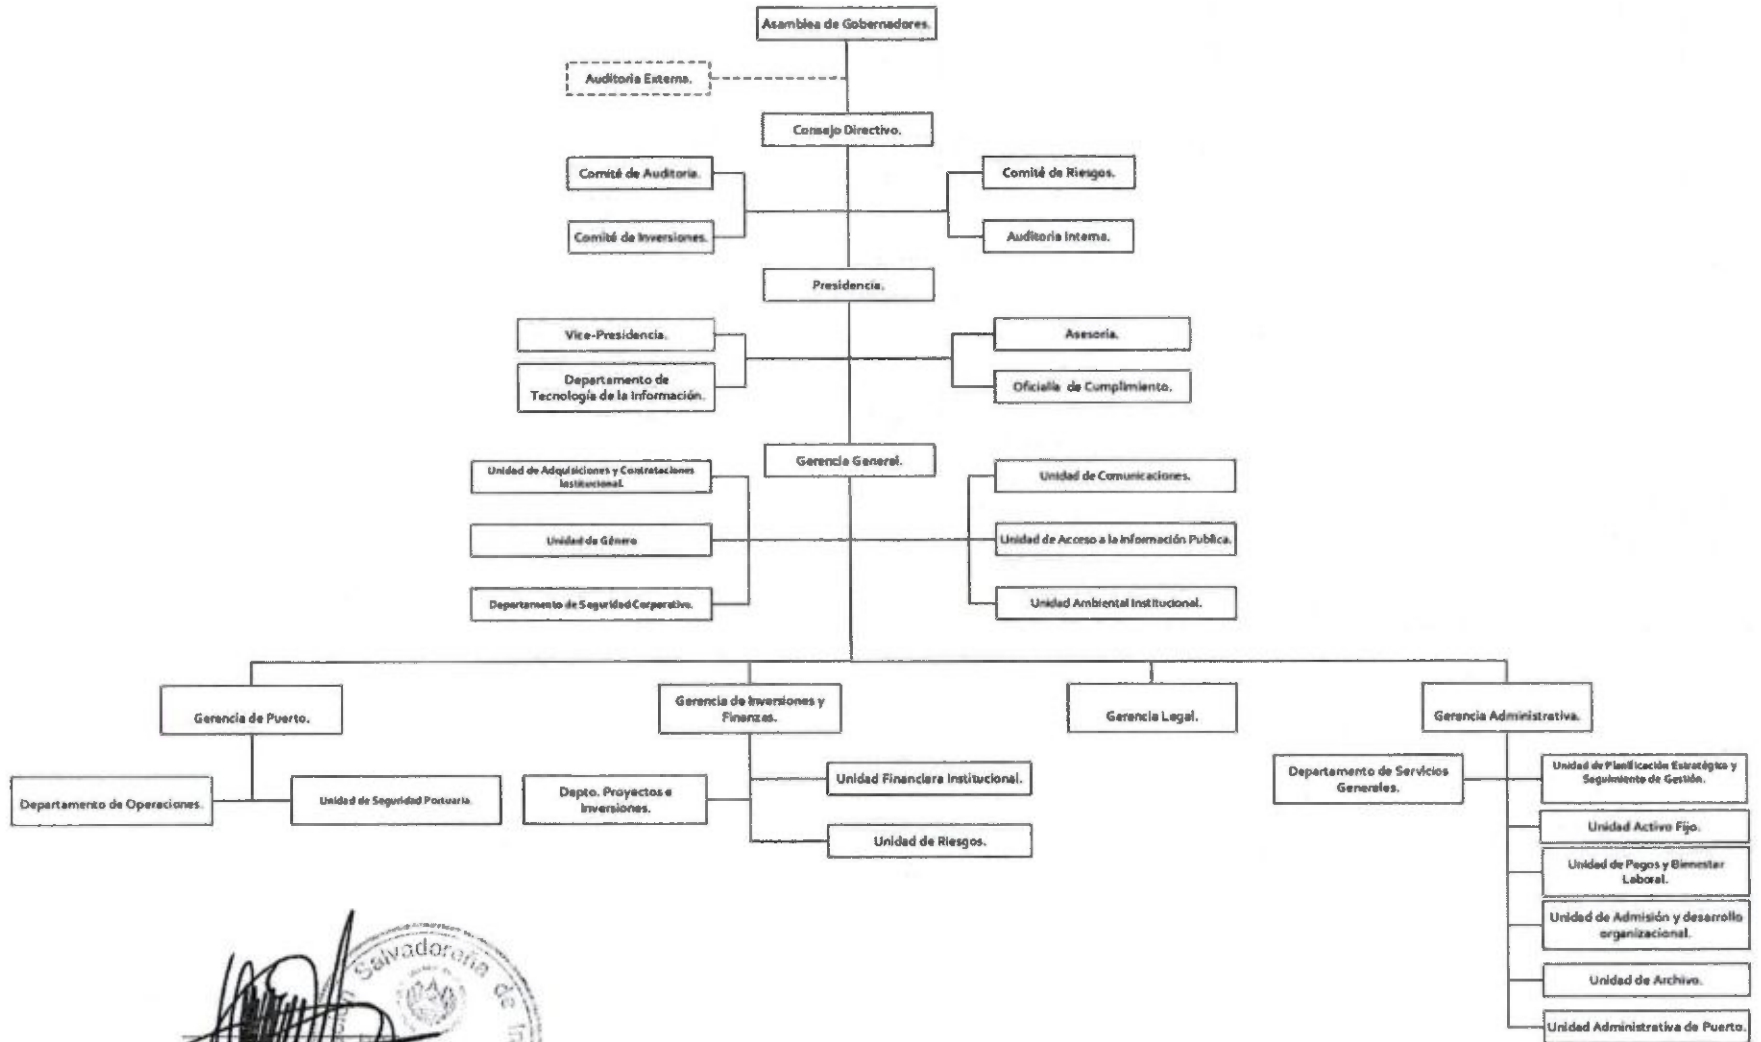 Asamblea de Gobernadores.
Auditoria Externa.
Consejo Directivo.
Comité de Auditoria.
Comité de Riesgos.
Comité de Inversiones.
Auditoria Interna.
Presidencia.
Vice-Presidencia.
Asesoría.
Departamento de
Tecnología de la Información.
Oficialía de Cumplimiento.
Gerencia General.
Unidad de Adquisiciones y Contrataciones
Institucional.
Unidad de Comunicaciones.
Unidad de Género
Unidad de Acceso a la Información Publica.
Departamento de Seguridad Corporativo.
Unidad Ambiental Institucional.
Gerencia de Puerto.
Gerencia de Inversiones y
Finanzas.
Gerencia Legal.
Gerencia Administrativa.
Departamento de Operaciones.
Unidad de Seguridad Portuaria.
Depto. Proyectos e
Inversiones.
Unidad Financiera Institucional.
Unidad de Riesgos.
Departamento de Servicios
Generales.
Unidad de Planificación Estratégica y
Seguimiento de Gestión.
Unidad Activo Fijo.
Unidad de Pagos y Bienestar
Laboral.
Unidad de Admisión y desarrollo
organizacional.
Unidad de Archivo.
Unidad Administrativa de Puerto.
Salvadoreña de